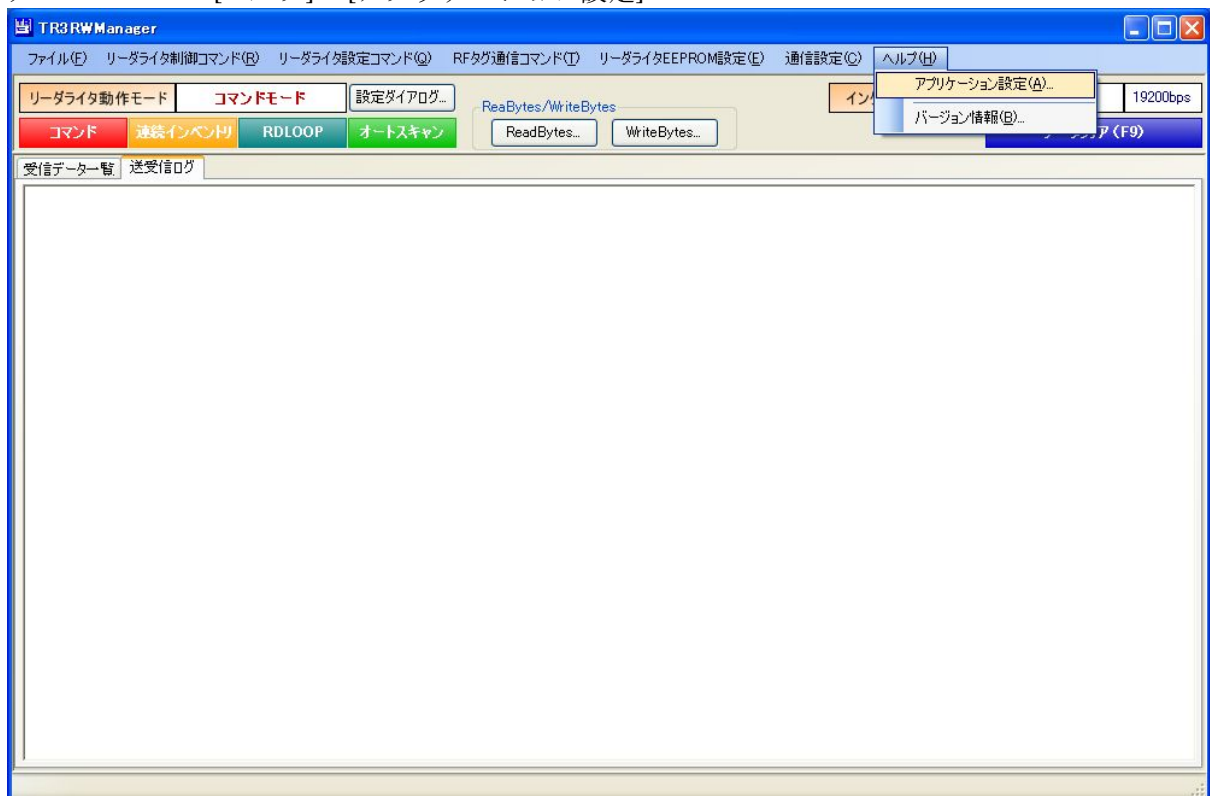 TR3RWManager
ファイル(F) リーダライタ制御コマンド(R) リーダライタ設定コマンド(Q) RFタグ通信コマンド(T) リーダライタEEPROM設定(E) 通信設定(C) ヘルプ(H)
アプリケーション設定(A)...
バージョン情報(B)...
リーダライタ動作モード コマンドモード 設定ダイアログ... ReaBytes/WriteBytes 19200bps
コマンド 連続インベントリ RDLOOP オートスキャン ReadBytes... WriteBytes... (F9)
受信データ一覧 送受信ログ